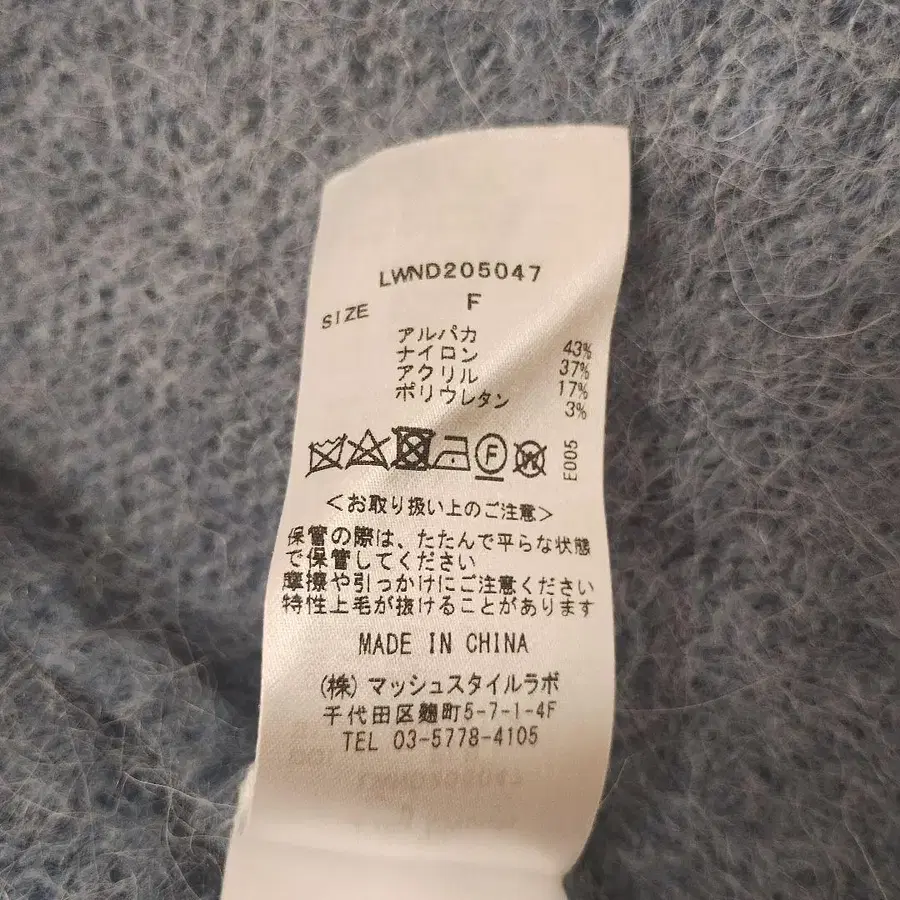 LWND205047
SIZE F
アルパカ 43%
ナイロン 37%
アクリル 17%
ポリウレタン 3%
F W E005
<お取り扱い上のご注意>
保管の際は、たたんで平らな状態
で保管してください
摩擦や引っかけにご注意ください
特性上毛が抜けることがあります
MADE IN CHINA
(株)マッシュスタイルラボ
千代田区麹町5-7-1-4F
TEL 03-5778-4105